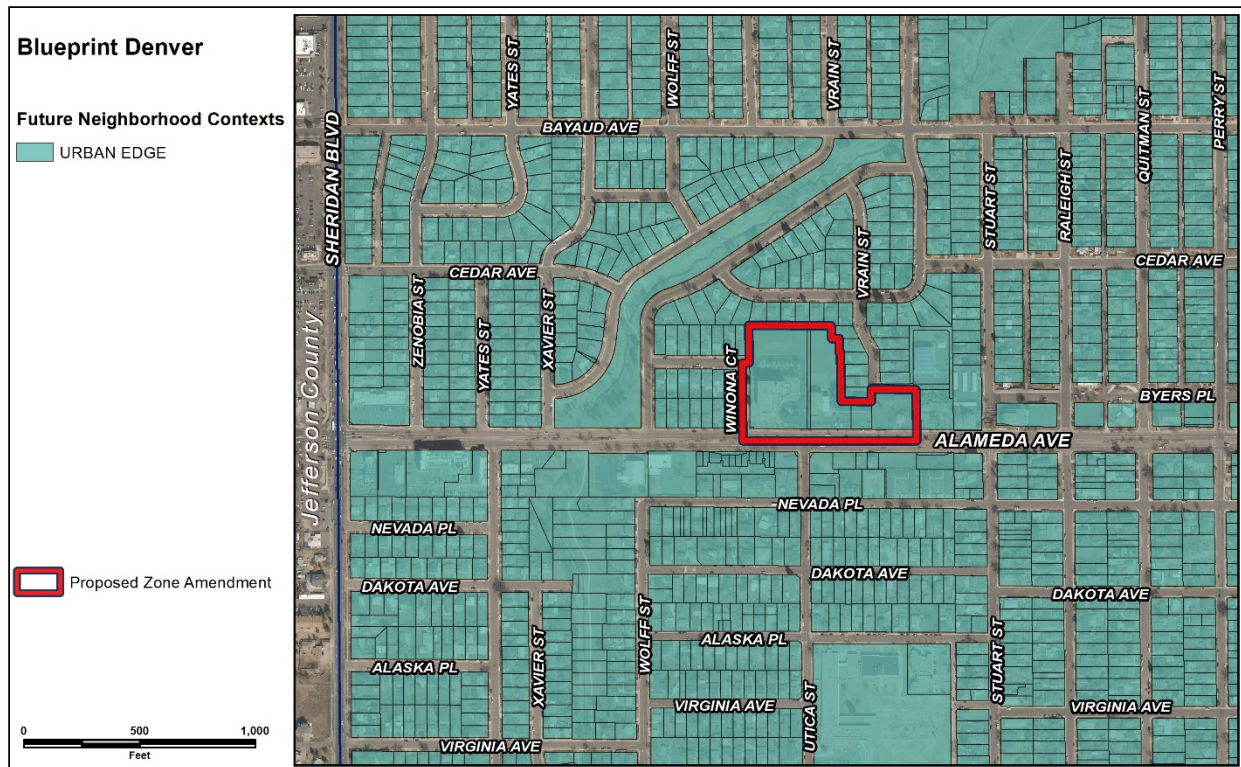 Blueprint Denver
Future Neighborhood Contexts
URBAN EDGE
Proposed Zone Amendment
0 500 1,000
Feet
YATES ST
WOLFF ST
VRAIN ST
BAYAUD AVE
QUITMAN ST
PERRY ST
SHERIDAN BLVD
STUART ST
RALEIGH ST
CEDAR AVE
VRAIN ST
CEDAR AVE
ZENOBIA ST
YATES ST
XAVIER ST
WINONA CT
BYERS PL
ALAMEDA AVE
Jefferson County
NEVADA PL
NEVADA PL
DAKOTA AVE
DAKOTA AVE
DAKOTA AVE
WOLFF ST
XAVIER ST
ALASKA PL
ALASKA PL
STUART ST
UTICA ST
VIRGINIA AVE
VIRGINIA AVE
VIRGINIA AVE